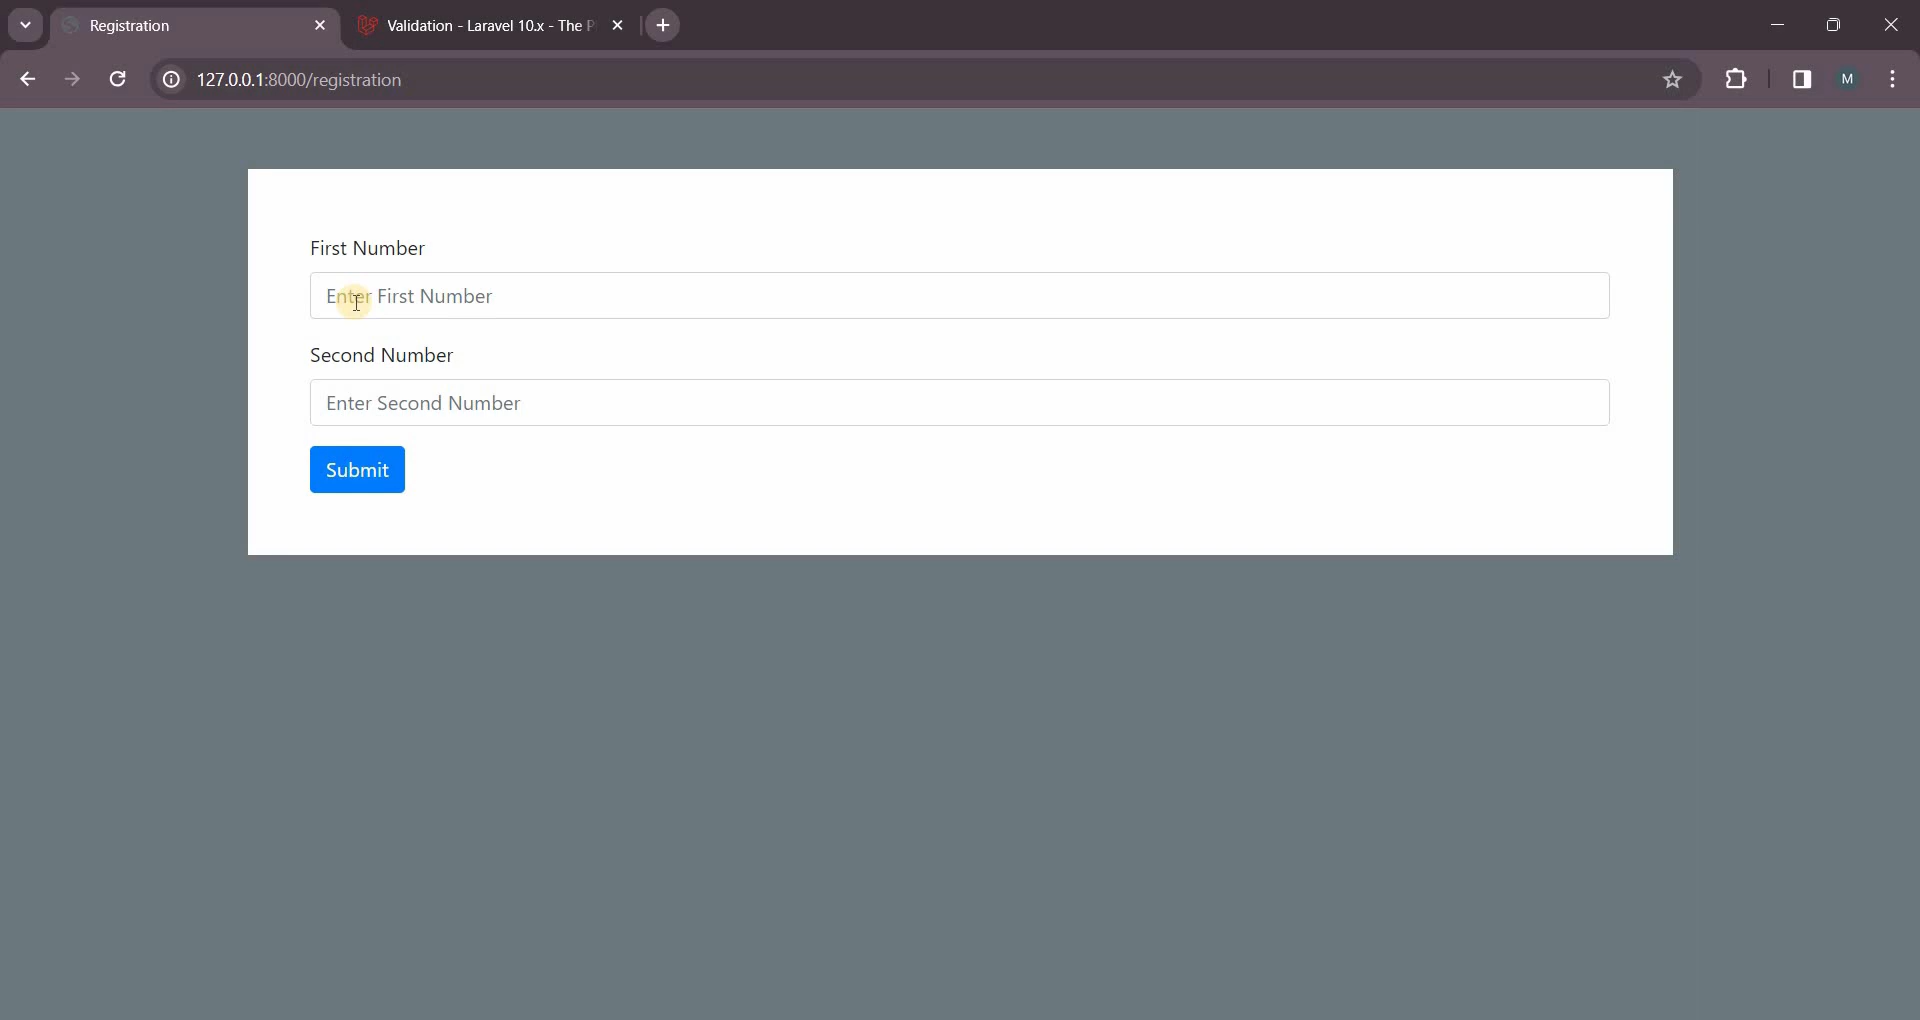 Registration
Validation - Laravel 10.x - The P
127.0.0.1:8000/registration
M
First Number
Enter First Number
Second Number
Enter Second Number
Submit